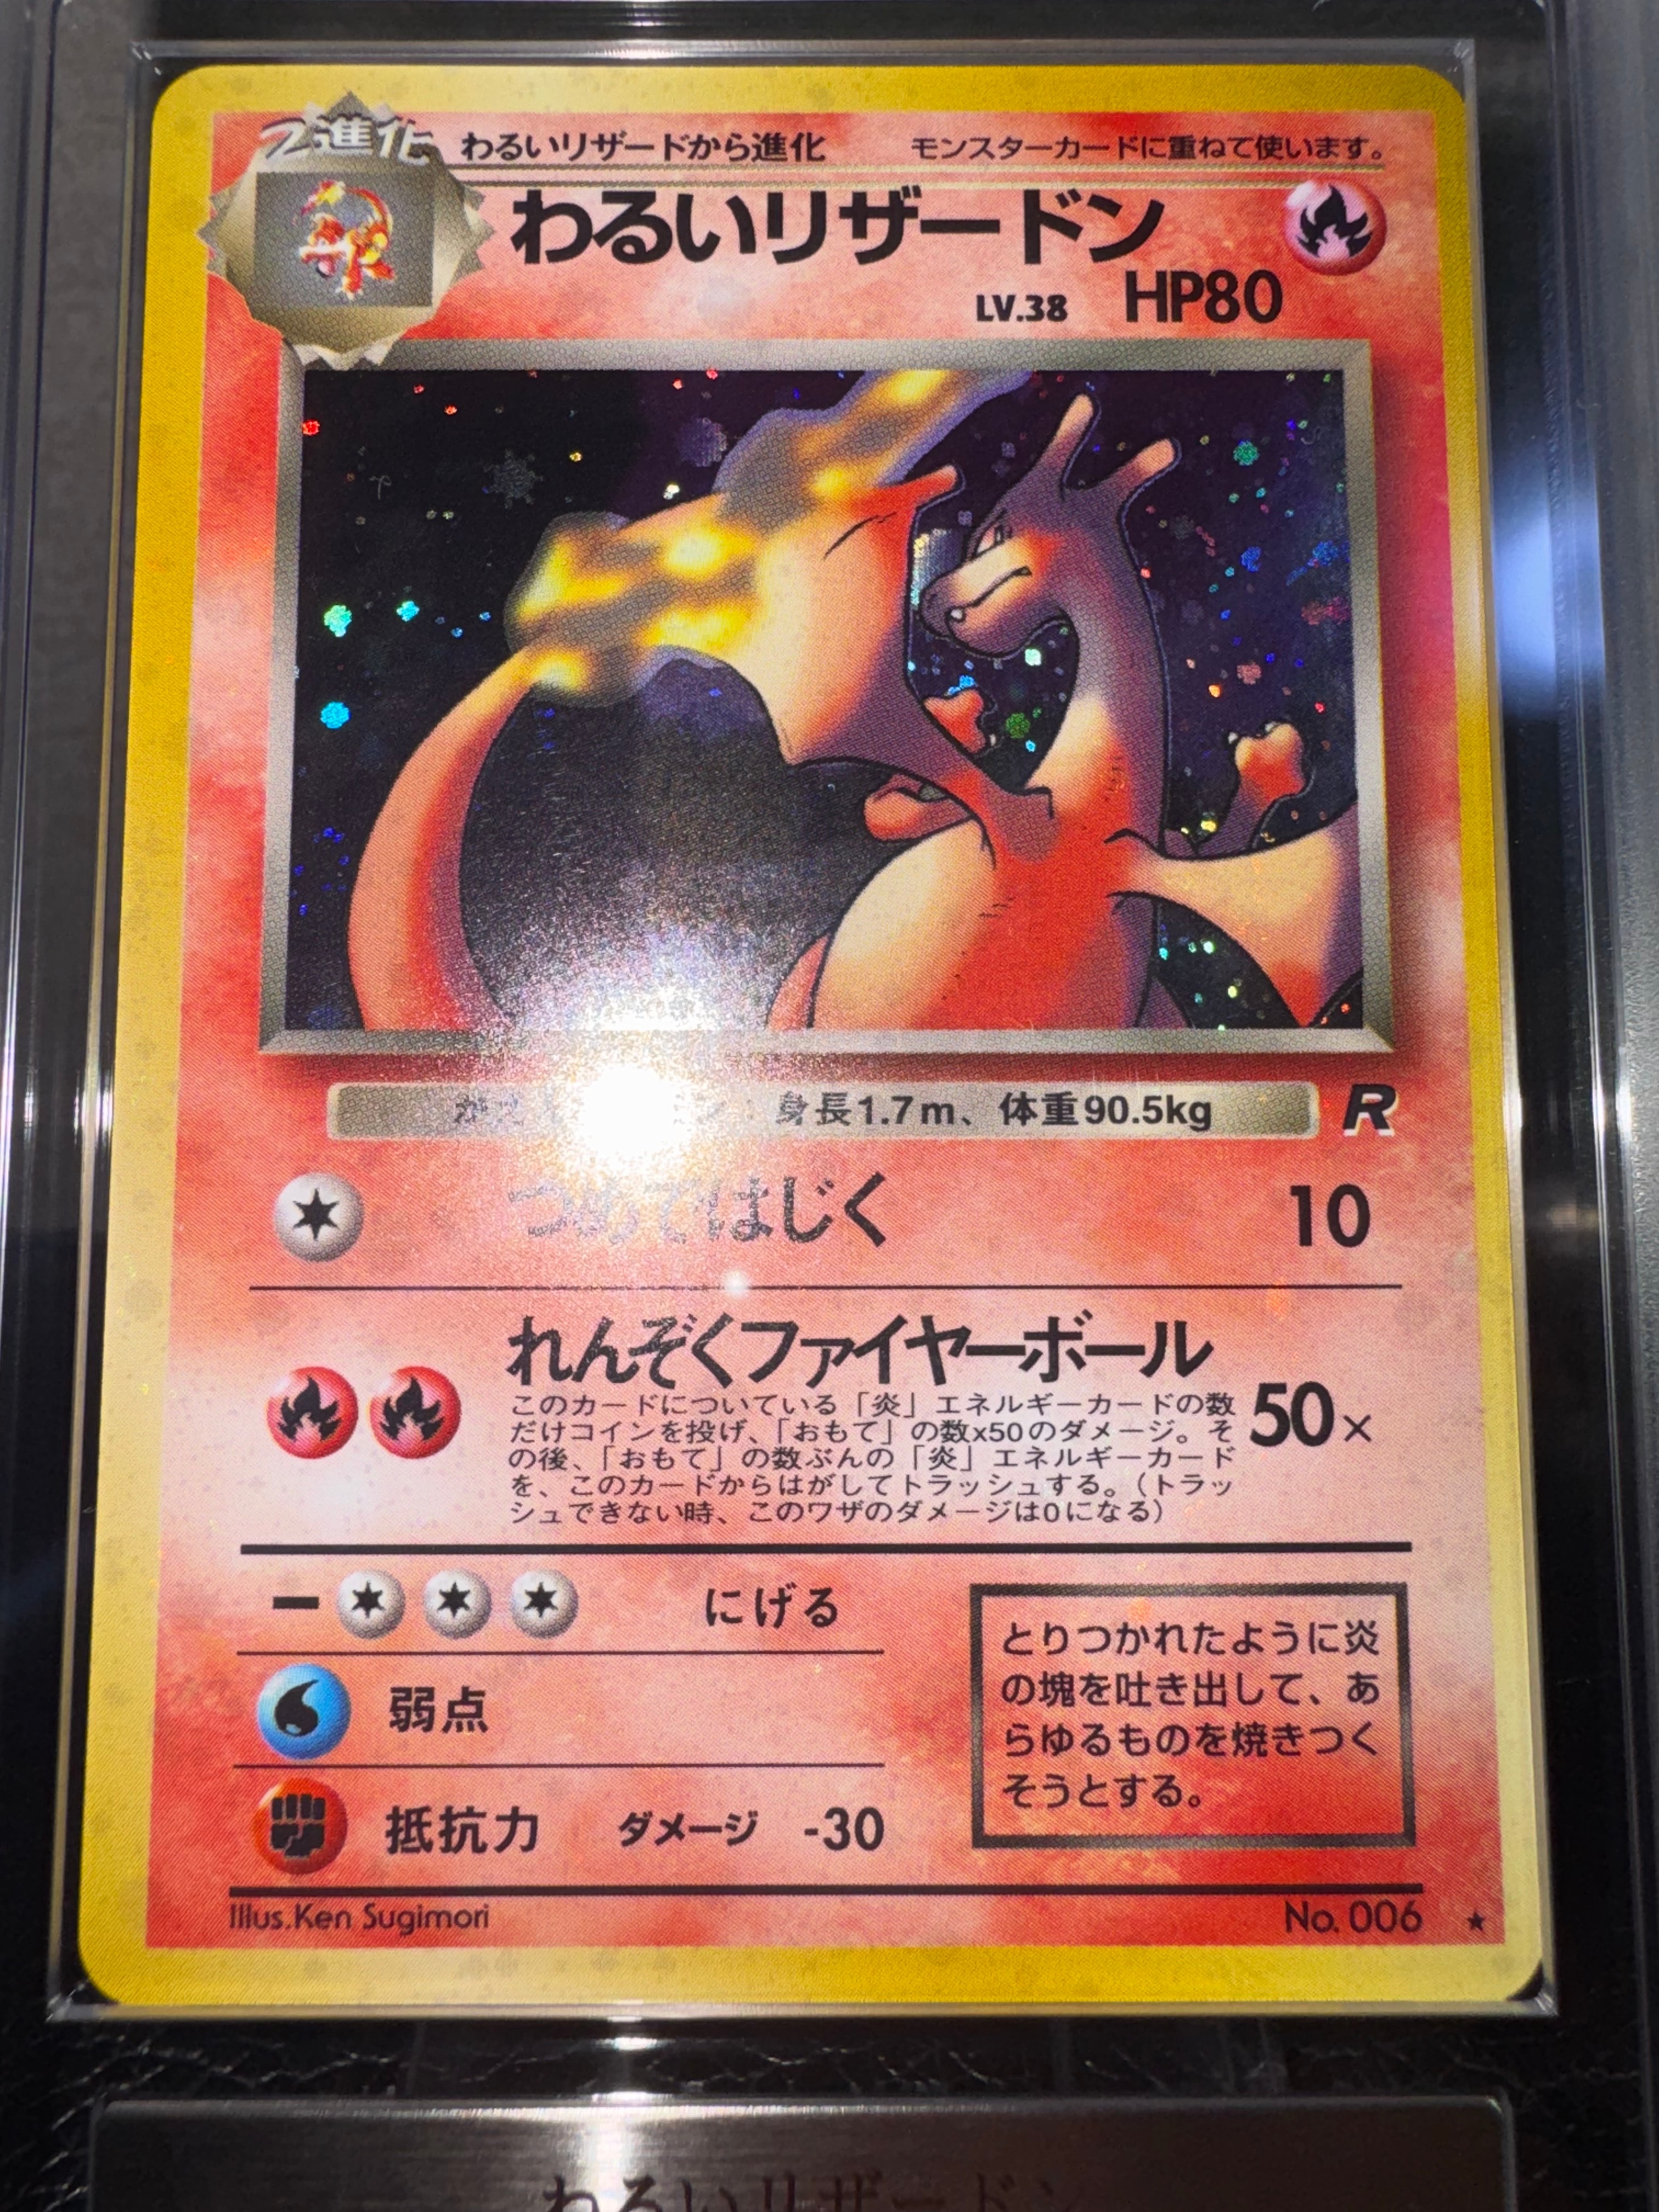 2進化 わるいリザードから進化 モンスターカードに重ねて使います。
わるいリザードン
LV.38 HP80
身長1.7m、体重90.5kg R
つめではじく 10
れんぞくファイヤーボール
このカードについている「炎」エネルギーカードの数
だけコインを投げ、「おもて」の数x50のダメージ。そ
の後、「おもて」の数ぶんの「炎」エネルギーカード
を、このカードからはがしてトラッシュする。（トラッ
シュできない時、このワザのダメージは0になる）
50×
にげる
弱点
抵抗力 ダメージ -30
とりつかれたように炎
の塊を吐き出して、あ
らゆるものを焼きつく
そうとする。
Illus.Ken Sugimori No. 006 ★
わるいリザードン